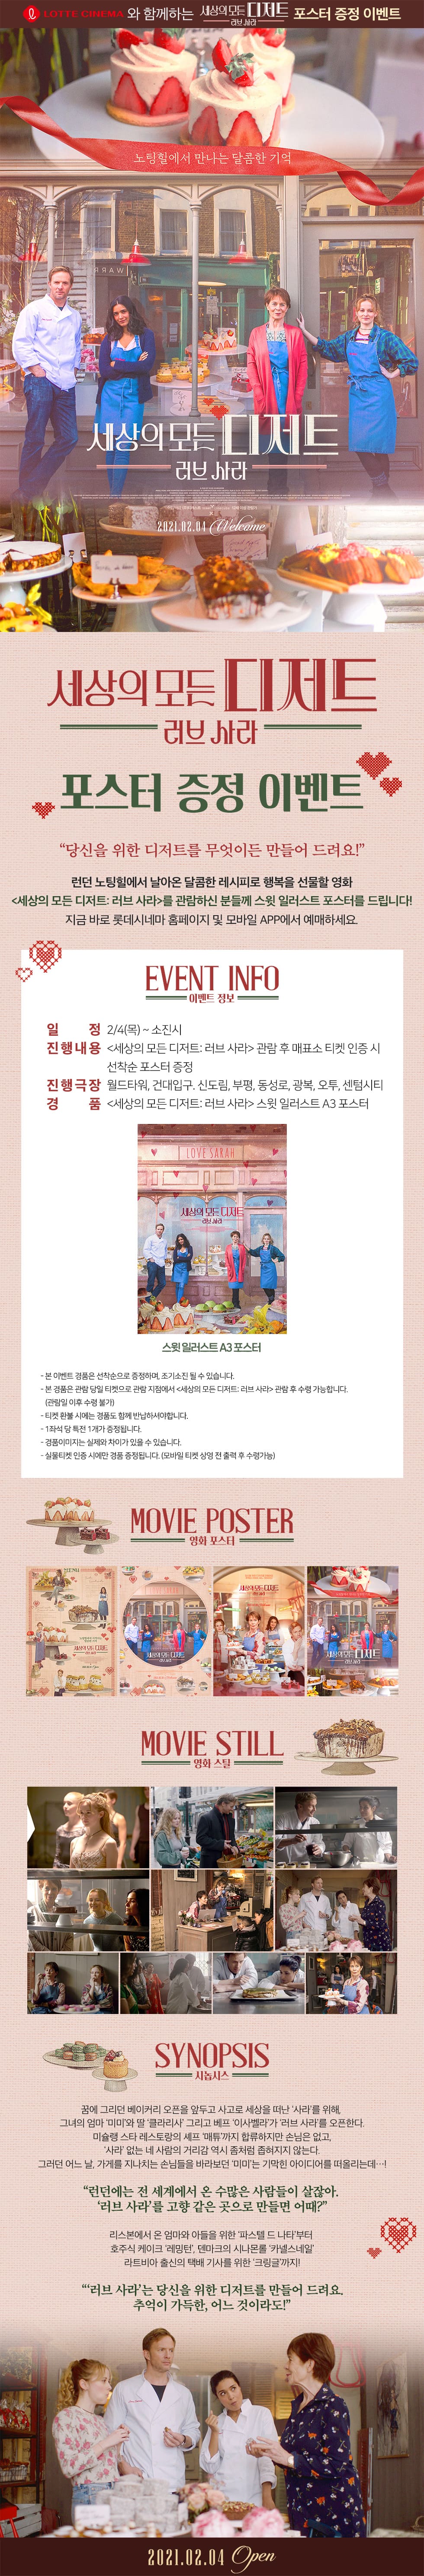 LOTTE CINEMA 와 함께하는 세상의 모든 디저트 러브 사라 포스터 증정 이벤트
노팅힐에서 만나는 달콤한 기억
세상의 모든 디저트
러브 사라
2021.02.04 Welcome
세상의 모든 디저트
러브 사라
포스터 증정 이벤트
“당신을 위한 디저트를 무엇이든 만들어 드려요!”
런던 노팅힐에서 날아온 달콤한 레시피로 행복을 선물할 영화
<세상의 모든 디저트: 러브 사라>를 관람하신 분들께 스윗 일러스트 포스터를 드립니다!
지금 바로 롯데시네마 홈페이지 및 모바일 APP에서 예매하세요.
EVENT INFO
이벤트 정보
일 정 2/4(목) ~ 소진시
진행내용 <세상의 모든 디저트: 러브 사라> 관람 후 매표소 티켓 인증 시
선착순 포스터 증정
진행극장 월드타워, 건대입구. 신도림, 부평, 동성로, 광복, 오투, 센텀시티
경 품 <세상의 모든 디저트: 러브 사라> 스윗 일러스트 A3 포스터
LOVE SARAH
세상의 모든 디저트
러브 사라
스윗 일러스트 A3 포스터
- 본 이벤트 경품은 선착순으로 증정하며, 조기소진 될 수 있습니다.
- 본 경품은 관람 당일 티켓으로 관람 지점에서 <세상의 모든 디저트: 러브 사라> 관람 후 수령 가능합니다.
(관람일 이후 수령 불가)
- 티켓 환불 시에는 경품도 함께 반납하셔야합니다.
- 1좌석 당 특전 1개가 증정됩니다.
- 경품이미지는 실제와 차이가 있을 수 있습니다.
- 실물티켓 인증 시에만 경품 증정됩니다. (모바일 티켓 상영 전 출력 후 수령가능)
MOVIE POSTER
영화 포스터
세상의 모든 디저트
세상의 모든 디저트
세상의 모든 디저트
세상의 모든 디저트
MOVIE STILL
영화 스틸
SYNOPSIS
시놉시스
꿈에 그리던 베이커리 오픈을 앞두고 사고로 세상을 떠난 ‘사라’를 위해,
그녀의 엄마 ‘미미’와 딸 ‘클라리사’ 그리고 베프 ‘이사벨라’가 ‘러브 사라’를 오픈한다.
미슐랭 스타 레스토랑의 셰프 ‘매튜’까지 합류하지만 손님은 없고,
‘사라’ 없는 네 사람의 거리감 역시 좀처럼 좁혀지지 않는다.
그러던 어느 날, 가게를 지나치는 손님들을 바라보던 ‘미미’는 기막힌 아이디어를 떠올리는데…!
“런던에는 전 세계에서 온 수많은 사람들이 살잖아.
‘러브 사라’를 고향 같은 곳으로 만들면 어때?”
리스본에서 온 엄마와 아들을 위한 ‘파스텔 드 나타’부터
호주식 케이크 ‘레밍턴’, 덴마크의 시나몬롤 ‘카넬스네일’
라트비아 출신의 택배 기사를 위한 ‘크링글’까지!
“‘러브 사라’는 당신을 위한 디저트를 만들어 드려요.
추억이 가득한, 어느 것이라도!”
2021.02.04 Open